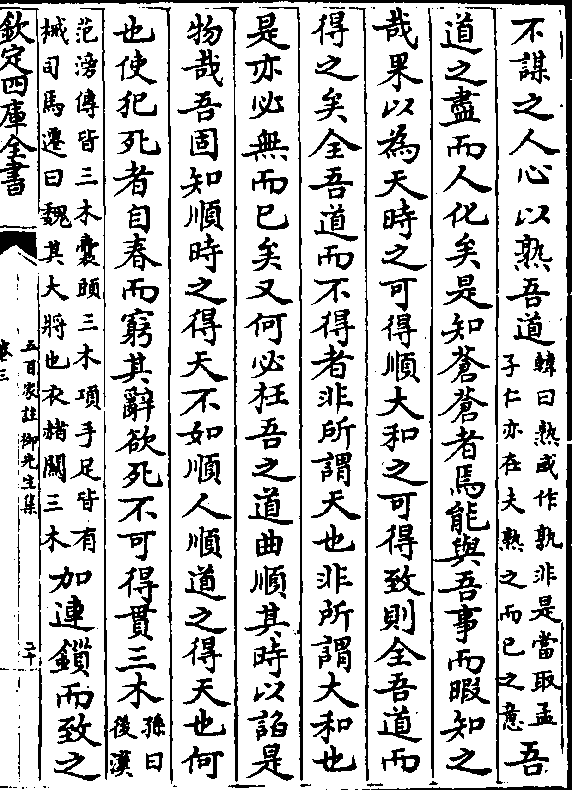 不謀之人心以熟吾道韓曰熟或作孰非是當取孟子仁亦在夫熟之而已之意吾
道之盡而人化矣是知蒼蒼者焉能與吾事而暇知之
哉果以為天時之可得順大和之可得致則全吾道而
得之矣全吾道而不得者非所謂天也非所謂大和也
是亦必無而已矣又何必枉吾之道曲順其時以諂是
物哉吾固知順時之得天不如順人順道之得天也何
也使犯死者自春而窮其辭欲死不可得貫三木孫曰後漢
范滂傳皆三木囊頭三木項手足皆有械司馬遷曰魏其大將也衣赭關三木加連鎖而致之
欽定四庫全書
五百家註柳先生集
卷三
二十